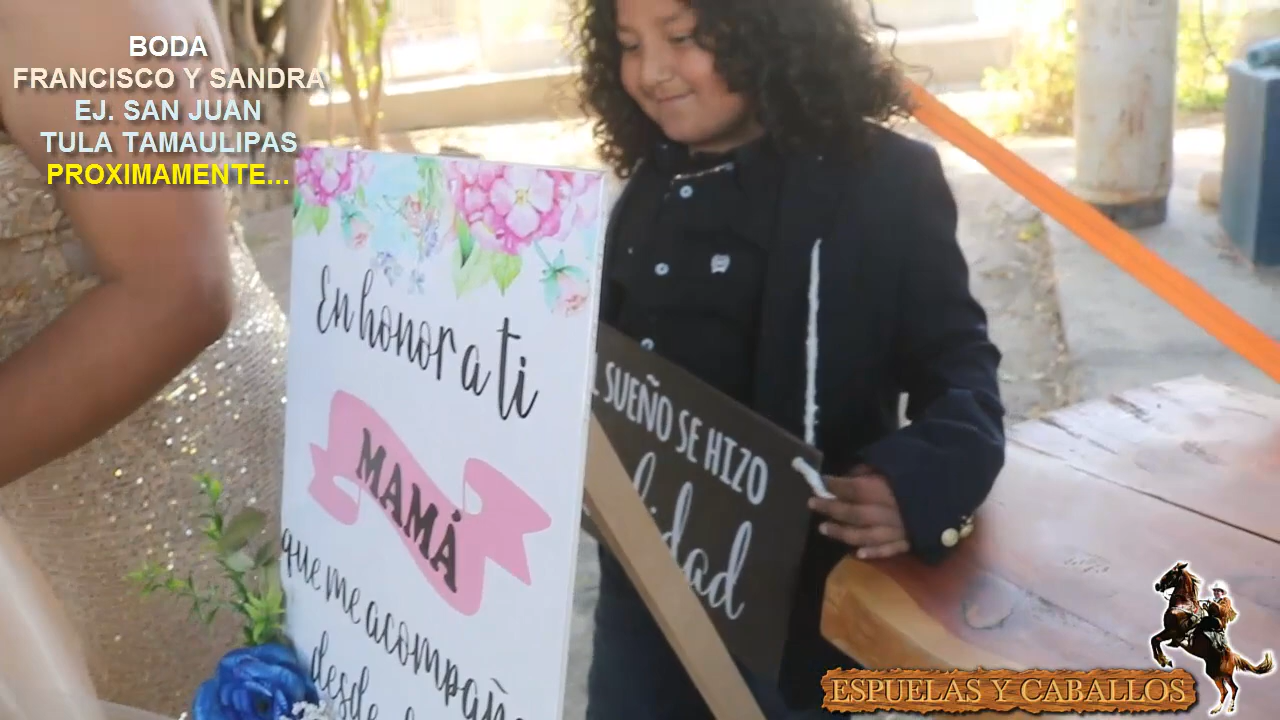 BODA
FRANCISCO Y SANDRA
EJ. SAN JUAN
TULA TAMAULIPAS
PROXIMAMENTE...
En honor a ti
MAMÁ
que me acompañ
SUEÑO SE HIZO
ESPUELAS Y CABALLOS